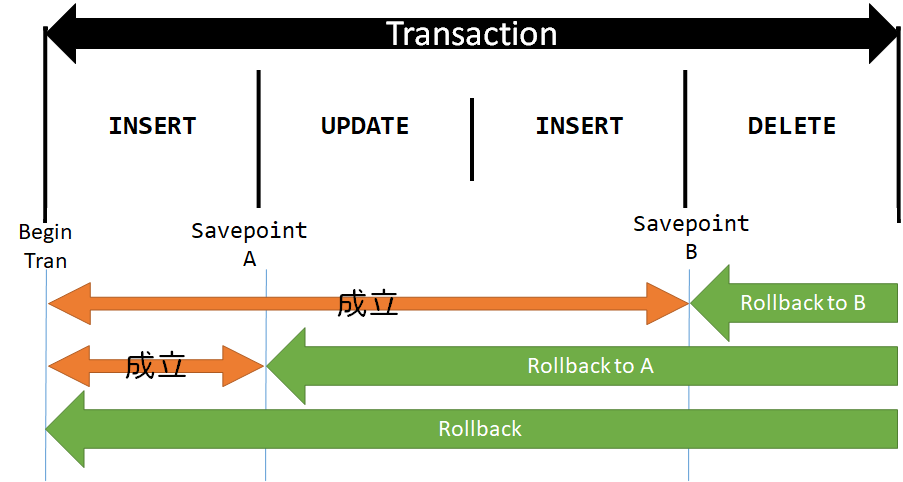 Transaction
INSERT
UPDATE
INSERT
DELETE
Begin
Tran
Savepoint
A
Savepoint
B
成立
Rollback to B
成立
Rollback to A
Rollback